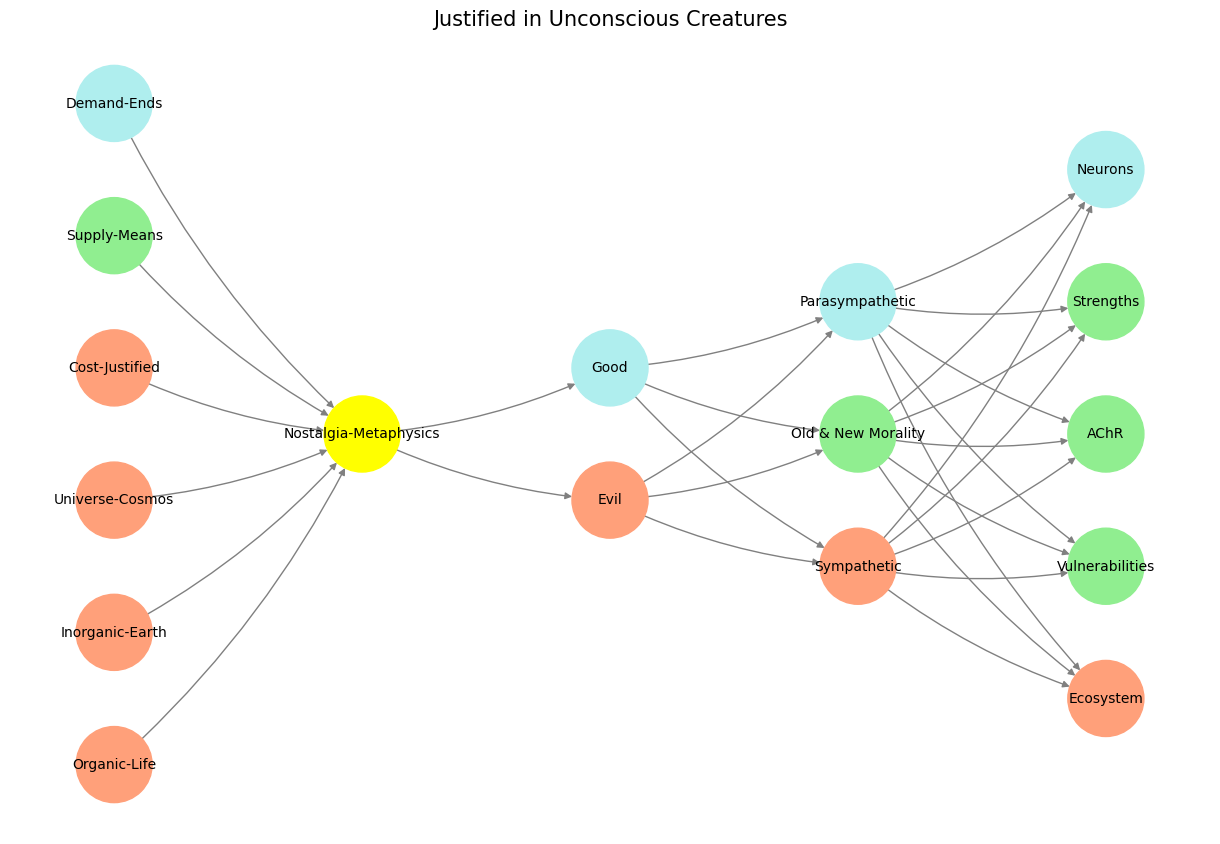 Justified in Unconscious Creatures
Demand-Ends
Supply-Means
Cost-Justified
Universe-Cosmos
Inorganic-Earth
Organic-Life
Nostalgia-Metaphysics
Good
Evil
Parasympathetic
Old & New Morality
Sympathetic
Neurons
Strengths
AChR
Vulnerabilities
Ecosystem